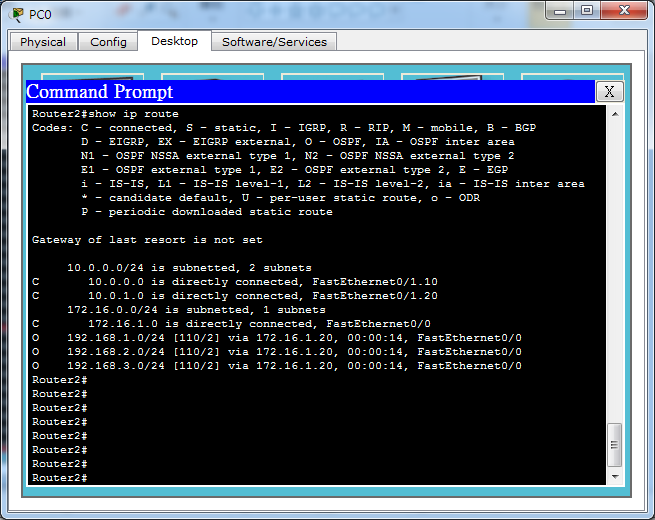 PC0
Physical Config Desktop Software/Services
Command Prompt X
Router2#show ip route
Codes: C - connected, S - static, I - IGRP, R - RIP, M - mobile, B - BGP
D - EIGRP, EX - EIGRP external, O - OSPF, IA - OSPF inter area
N1 - OSPF NSSA external type 1, N2 - OSPF NSSA external type 2
E1 - OSPF external type 1, E2 - OSPF external type 2, E - EGP
i - IS-IS, L1 - IS-IS level-1, L2 - IS-IS level-2, ia - IS-IS inter area
* - candidate default, U - per-user static route, o - ODR
P - periodic downloaded static route
Gateway of last resort is not set
10.0.0.0/24 is subnetted, 2 subnets
C 10.0.0.0 is directly connected, FastEthernet0/1.10
C 10.0.1.0 is directly connected, FastEthernet0/1.20
172.16.0.0/24 is subnetted, 1 subnets
C 172.16.1.0 is directly connected, FastEthernet0/0
O 192.168.1.0/24 [110/2] via 172.16.1.20, 00:00:14, FastEthernet0/0
O 192.168.2.0/24 [110/2] via 172.16.1.20, 00:00:14, FastEthernet0/0
O 192.168.3.0/24 [110/2] via 172.16.1.20, 00:00:14, FastEthernet0/0
Router2#
Router2#
Router2#
Router2#
Router2#
Router2#
Router2#
Router2#